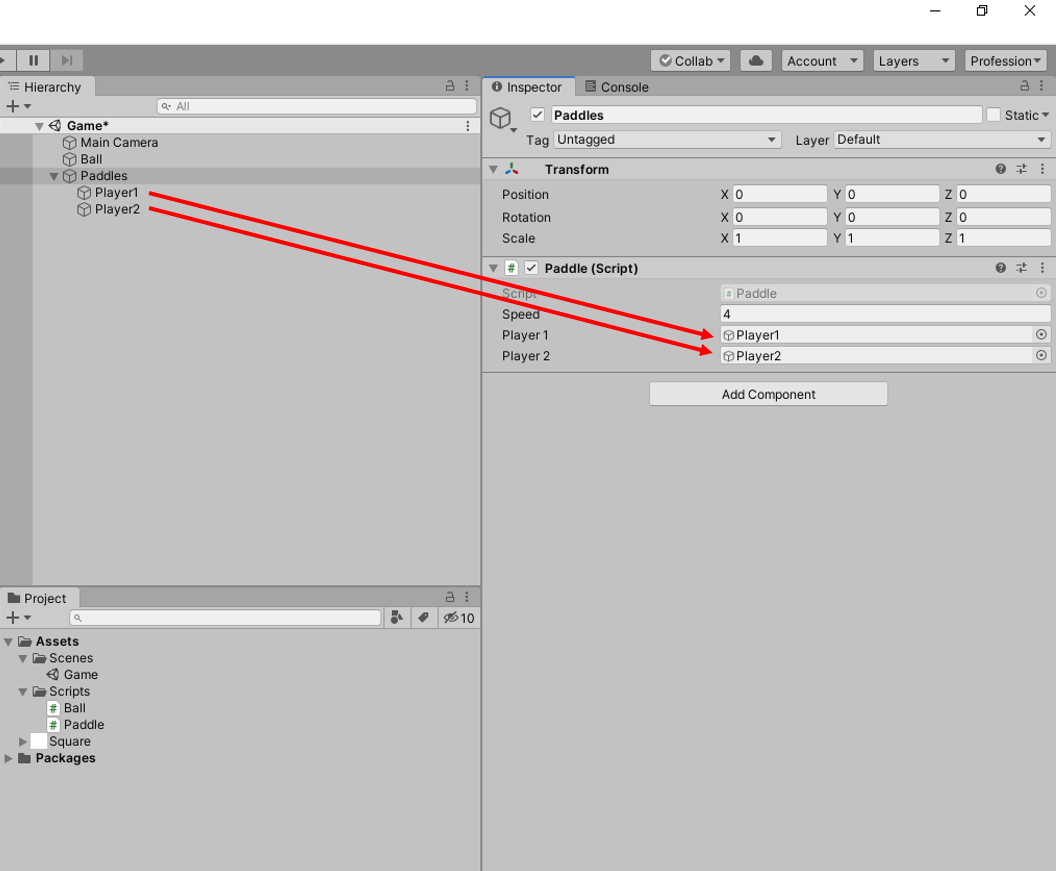 Collab
Account
Layers
Profession
Hierarchy
All
Game*
Main Camera
Ball
Paddles
Player1
Player2
Inspector
Console
Paddles
Static
Tag Untagged
Layer Default
Transform
Position X 0 Y 0 Z 0
Rotation X 0 Y 0 Z 0
Scale X 1 Y 1 Z 1
# Paddle (Script)
Script # Paddle
Speed 4
Player 1 Player1
Player 2 Player2
Add Component
Project
10
Assets
Scenes
Game
Scripts
# Ball
# Paddle
Square
Packages